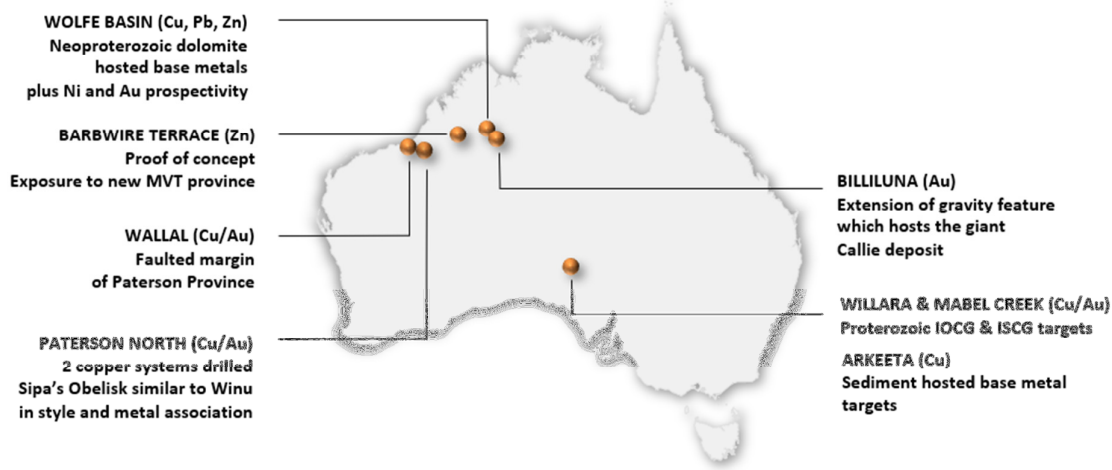 WOLFE BASIN (Cu, Pb, Zn)
Neoproterozoic dolomite
hosted base metals
plus Ni and Au prospectivity
BARBWIRE TERRACE (Zn)
Proof of concept
Exposure to new MVT province
WALLAL (Cu/Au)
Faulted margin
of Paterson Province
PATERSON NORTH (Cu/Au)
2 copper systems drilled
Sipa's Obelisk similar to Winu
in style and metal association
BILLILUNA (Au)
Extension of gravity feature
which hosts the giant
Callie deposit
WILLARA & MABEL CREEK (Cu/Au)
Proterozoic IOCG & ISCG targets
ARKEETA (Cu)
Sediment hosted base metal
targets